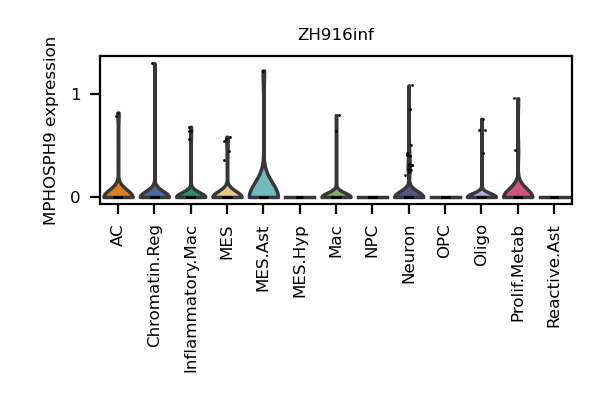 ZH916inf
MPHOSPH9 expression
1
0
AC
Chromatin.Reg
Inflammatory.Mac
MES
MES.Ast
MES.Hyp
Mac
NPC
Neuron
OPC
Oligo
Prolif.Metab
Reactive.Ast